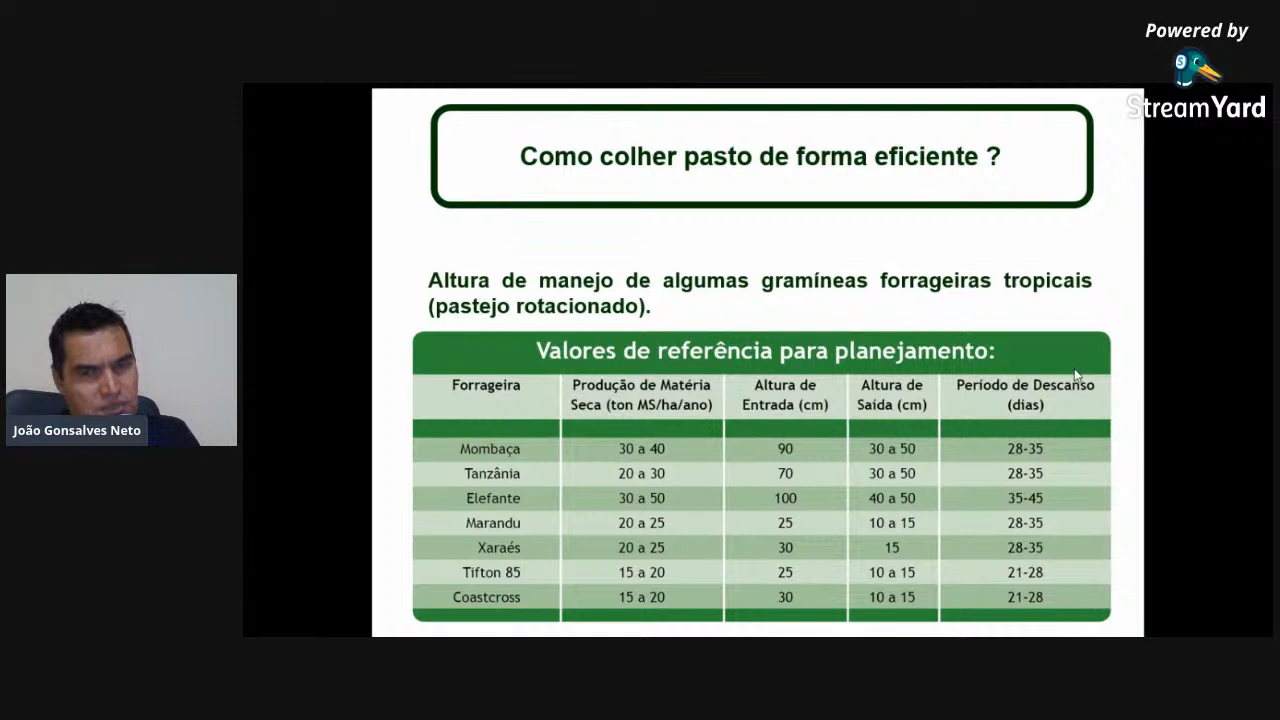 Powered by
StreamYard
Como colher pasto de forma eficiente ?
Altura de manejo de algumas gramíneas forrageiras tropicais
(pastejo rotacionado).
Valores de referência para planejamento:
Forrageira Produção de Matéria Seca (ton MS/ha/ano) Altura de Entrada (cm) Altura de Saída (cm) Período de Descanso (dias)
Mombaça 30 a 40 90 30 a 50 28-35
Tanzânia 20 a 30 70 30 a 50 28-35
Elefante 30 a 50 100 40 a 50 35-45
Marandu 20 a 25 25 10 a 15 28-35
Xaraés 20 a 25 30 15 28-35
Tifton 85 15 a 20 25 10 a 15 21-28
Coastcross 15 a 20 30 10 a 15 21-28
João Gonsalves Neto